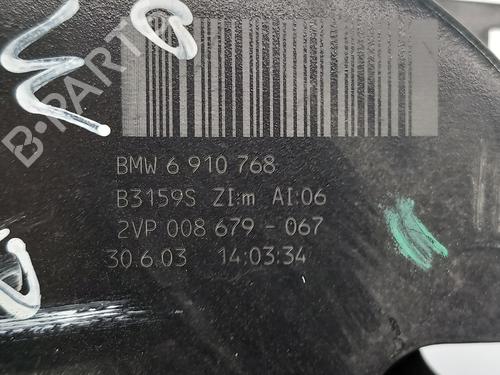 B-PARTS
BMW 6 910 768
B3159S ZI:m AI:06
2VP 008 679 - 067
30.6.03 14:03:34